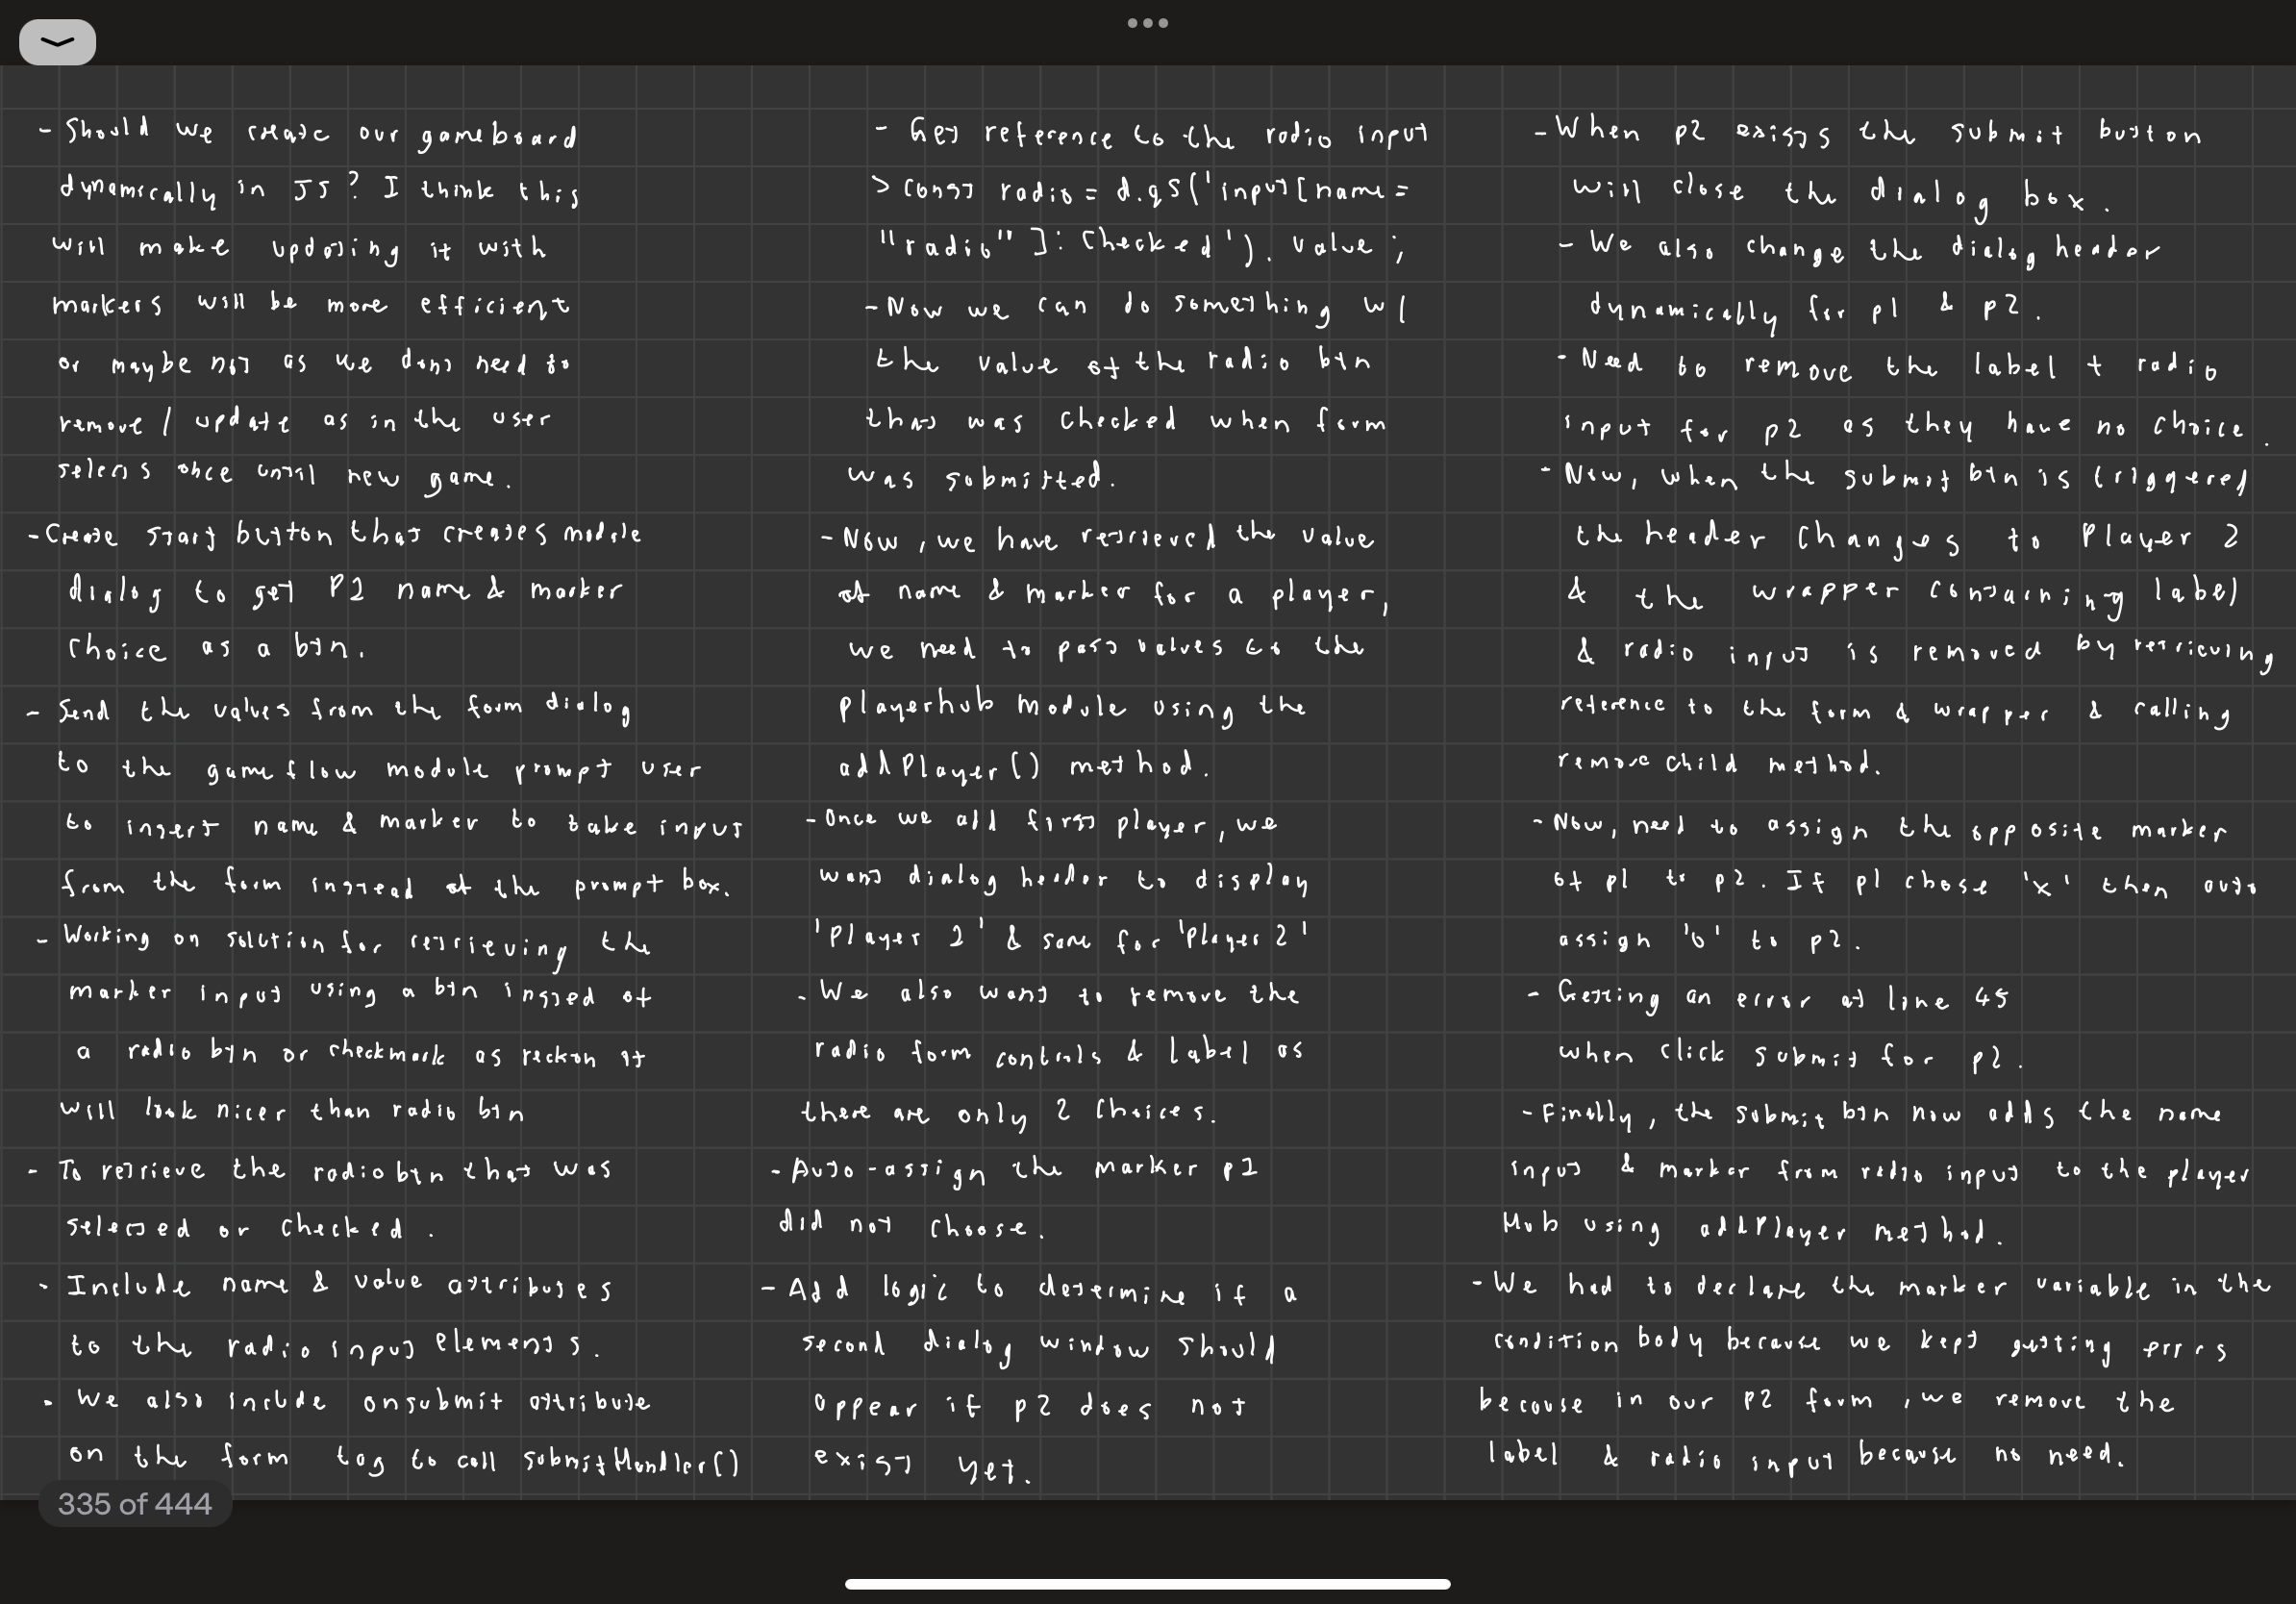 - Should we create our gameboard
dynamically in JS? I think this
will make updating it with
markers will be more efficient
or maybe not as we dont need to
remove / update as in the user
selects once until new game.
- Create start button that creates module
dialog to get P2 name & marker
choice as a btn.
- Send the values from the form dialog
to the gameflow module prompt user
to insert name & marker to take input
from the form instead of the prompt box.
- Working on solution for retrieving the
marker input using a btn insted of
a radio btn or checkmark as reckon it
will look nicer than radio btn
- To retrieve the radio btn that was
selected or checked.
- Include name & value attributes
to the radio input elements.
- We also include onsubmit attribute
on the form tag to call submitHandler()
- Get reference to the radio input
> const radio = d.qS('input[name=
"radio"]:checked').value;
- Now we can do something w/
the value of the radio btn
that was checked when form
was submitted.
- Now, we have retrieved the value
of name & marker for a player,
we need to pass values to the
playerhub module using the
addPlayer() method.
- Once we add first player, we
want dialog header to display
'Player 2' & same for 'player 2'
- We also want to remove the
radio form controls & label as
there are only 2 choices.
- Auto-assign the marker p1
did not choose.
- Add logic to determine if a
second dialog window should
appear if p2 does not
exist yet.
- When p2 exists the submit button
will close the dialog box.
- We also change the dialog header
dynamically for p1 & p2.
- Need to remove the label + radio
input for p2 as they have no choice.
- Now, when the submit btn is triggered
the header changes to Player 2
& the wrapper containing label
& radio input is removed by retrieving
reference to the form & wrapper & calling
remove child method.
- Now, need to assign the opposite marker
of p1 to p2. If p1 chose 'x' then auto
assign 'o' to p2.
- Getting an error at line 45
when click submit for p2.
- Finally, the submit btn now adds the name
input & marker from radio input to the player
Hub using addPlayer method.
- We had to declare the marker variable in the
condition body because we kept getting errrs
because in our P2 form, we remove the
label & radio input because no need.
335 of 444